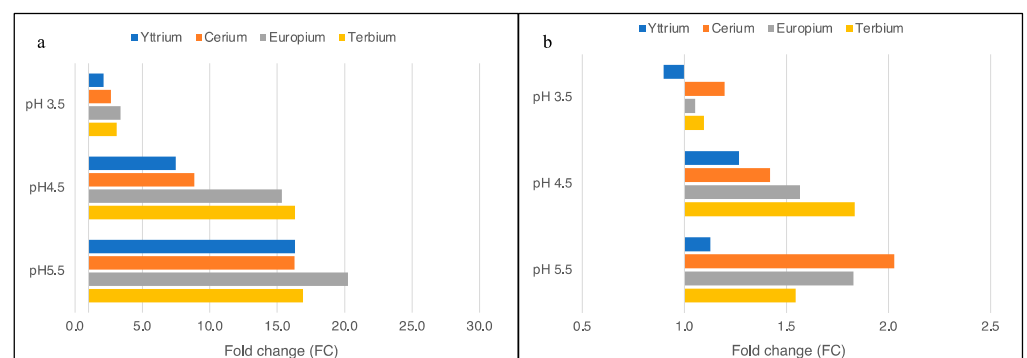 a
Yttrium Cerium Europium Terbium
pH 3.5
pH4.5
pH5.5
0.0 5.0 10.0 15.0 20.0 25.0 30.0
Fold change (FC)
b
Yttrium Cerium Europium Terbium
pH 3.5
pH 4.5
pH 5.5
0.5 1.0 1.5 2.0 2.5
Fold change (FC)